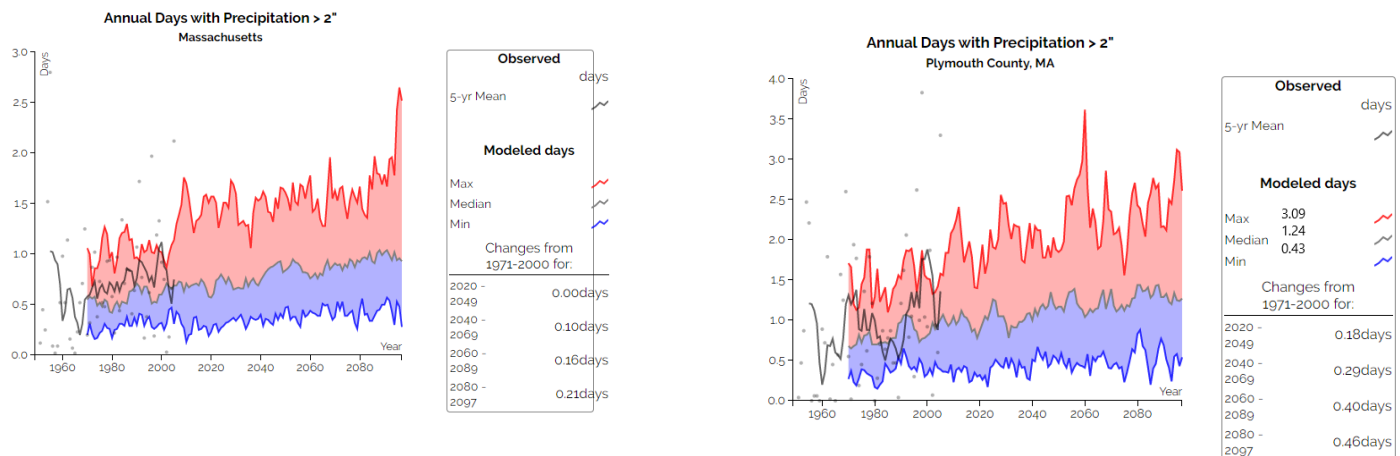 Annual Days with Precipitation > 2"
Massachusetts
Days
3.0
2.5
2.0
1.5
1.0
0.5
0.0
1960
1980
2000
2020
2040
2060
2080
Year
Observed
days
5-yr Mean
Modeled days
Max
Median
Min
Changes from
1971-2000 for:
2020 -
2049
0.00days
2040 -
2069
0.10days
2060 -
2089
0.16days
2080 -
2097
0.21days
Annual Days with Precipitation > 2"
Plymouth County, MA
Days
4.0
3.5
3.0
2.5
2.0
1.5
1.0
0.5
0.0
1960
1980
2000
2020
2040
2060
2080
Year
Observed
days
5-yr Mean
Modeled days
Max 3.09
Median 1.24
Min 0.43
Changes from
1971-2000 for:
2020 -
2049
0.18days
2040 -
2069
0.29days
2060 -
2089
0.40days
2080 -
2097
0.46days